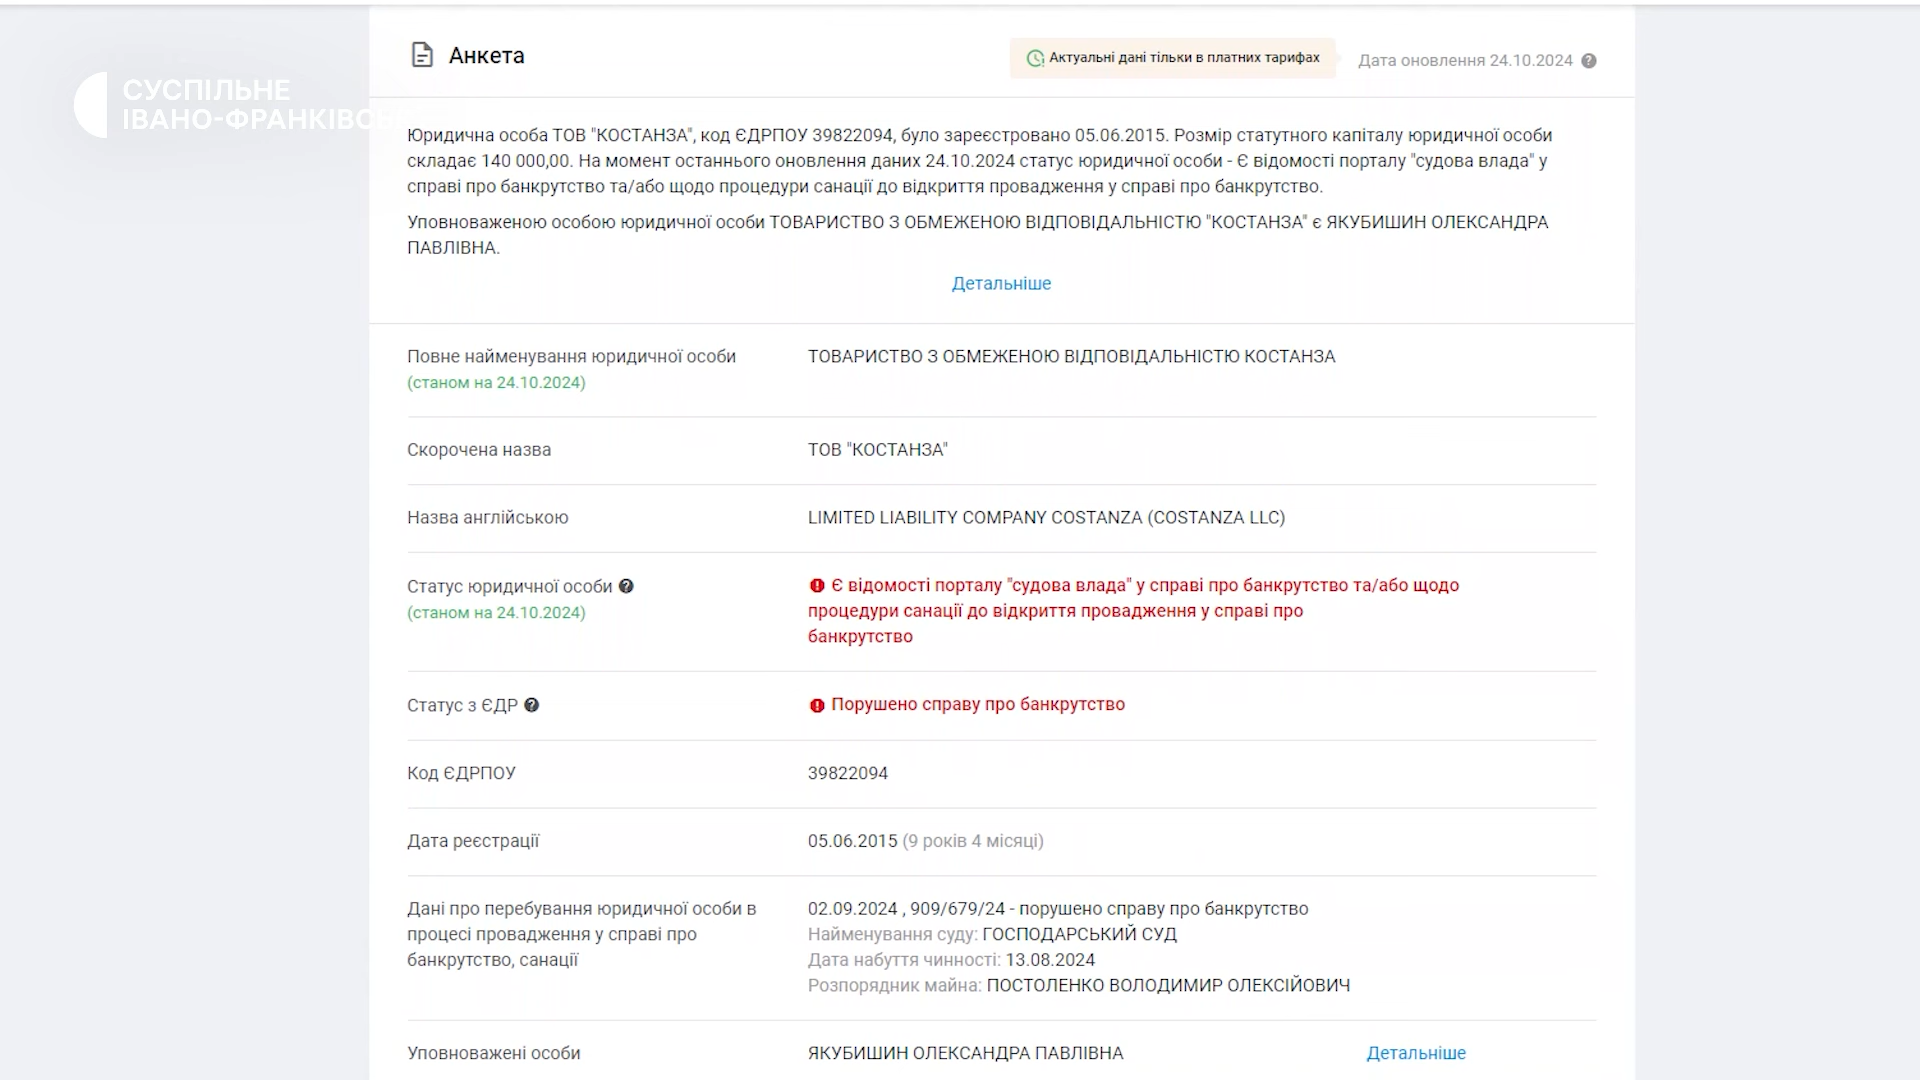 Анкета
Актуальні дані тільки в платних тарифах
Дата оновлення 24.10.2024
СУСПІЛЬНЕ
ІВАНО-ФРАНКІВСЬК
Юридична особа ТОВ "КОСТАНЗА", код ЄДРПОУ 39822094, було зареєстровано 05.06.2015. Розмір статутного капіталу юридичної особи
складає 140 000,00. На момент останнього оновлення даних 24.10.2024 статус юридичної особи - Є відомості порталу "судова влада" у
справі про банкрутство та/або щодо процедури санації до відкриття провадження у справі про банкрутство.
Уповноваженою особою юридичної особи ТОВАРИСТВО З ОБМЕЖЕНОЮ ВІДПОВІДАЛЬНІСТЮ "КОСТАНЗА" є ЯКУБИШИН ОЛЕКСАНДРА
ПАВЛІВНА.
Детальніше
Повне найменування юридичної особи
(станом на 24.10.2024)
ТОВАРИСТВО З ОБМЕЖЕНОЮ ВІДПОВІДАЛЬНІСТЮ КОСТАНЗА
Скорочена назва
ТОВ "КОСТАНЗА"
Назва англійською
LIMITED LIABILITY COMPANY COSTANZA (COSTANZA LLC)
Статус юридичної особи
(станом на 24.10.2024)
Є відомості порталу "судова влада" у справі про банкрутство та/або щодо
процедури санації до відкриття провадження у справі про
банкрутство
Статус з ЄДР
Порушено справу про банкрутство
Код ЄДРПОУ
39822094
Дата реєстрації
05.06.2015 (9 років 4 місяці)
Дані про перебування юридичної особи в
процесі провадження у справі про
банкрутство, санації
02.09.2024 , 909/679/24 - порушено справу про банкрутство
Найменування суду: ГОСПОДАРСЬКИЙ СУД
Дата набуття чинності: 13.08.2024
Розпорядник майна: ПОСТОЛЕНКО ВОЛОДИМИР ОЛЕКСІЙОВИЧ
Уповноважені особи
ЯКУБИШИН ОЛЕКСАНДРА ПАВЛІВНА
Детальніше